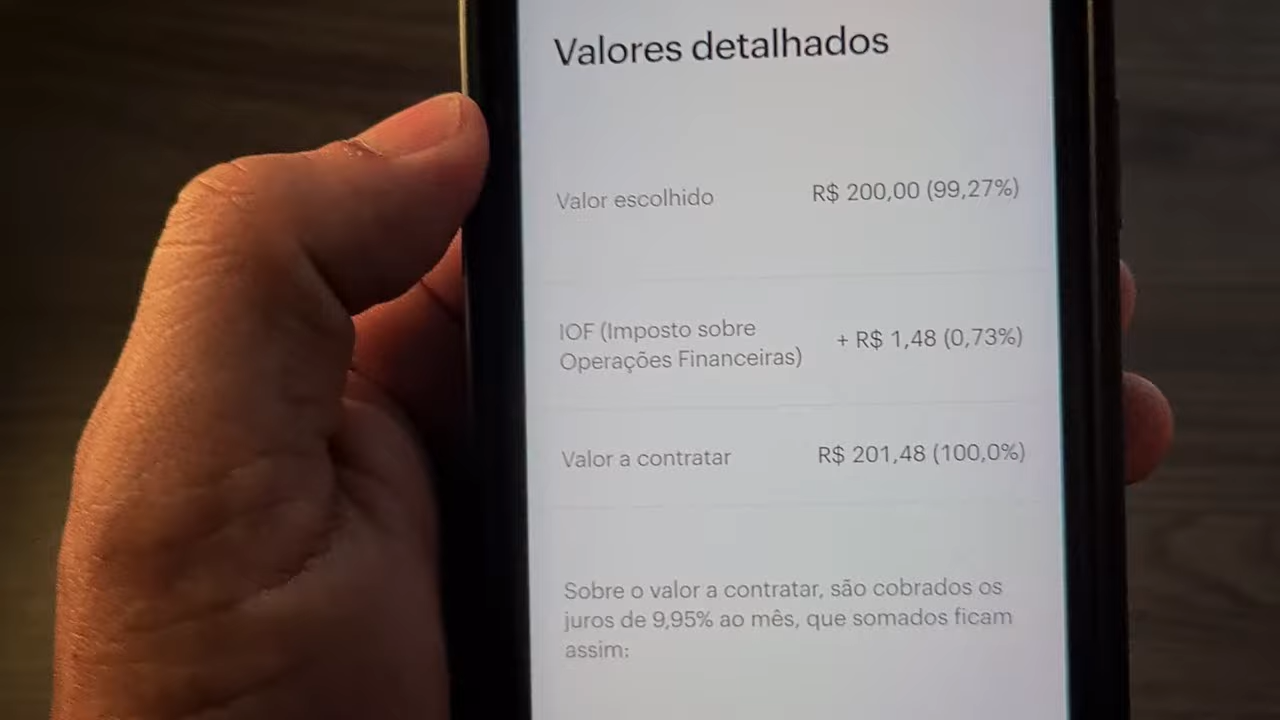 Valores detalhados
Valor escolhido R$ 200,00 (99,27%)
IOF (Imposto sobre
Operações Financeiras) + R$ 1,48 (0,73%)
Valor a contratar R$ 201,48 (100,0%)
Sobre o valor a contratar, são cobrados os
juros de 9,95% ao mês, que somados ficam
assim: